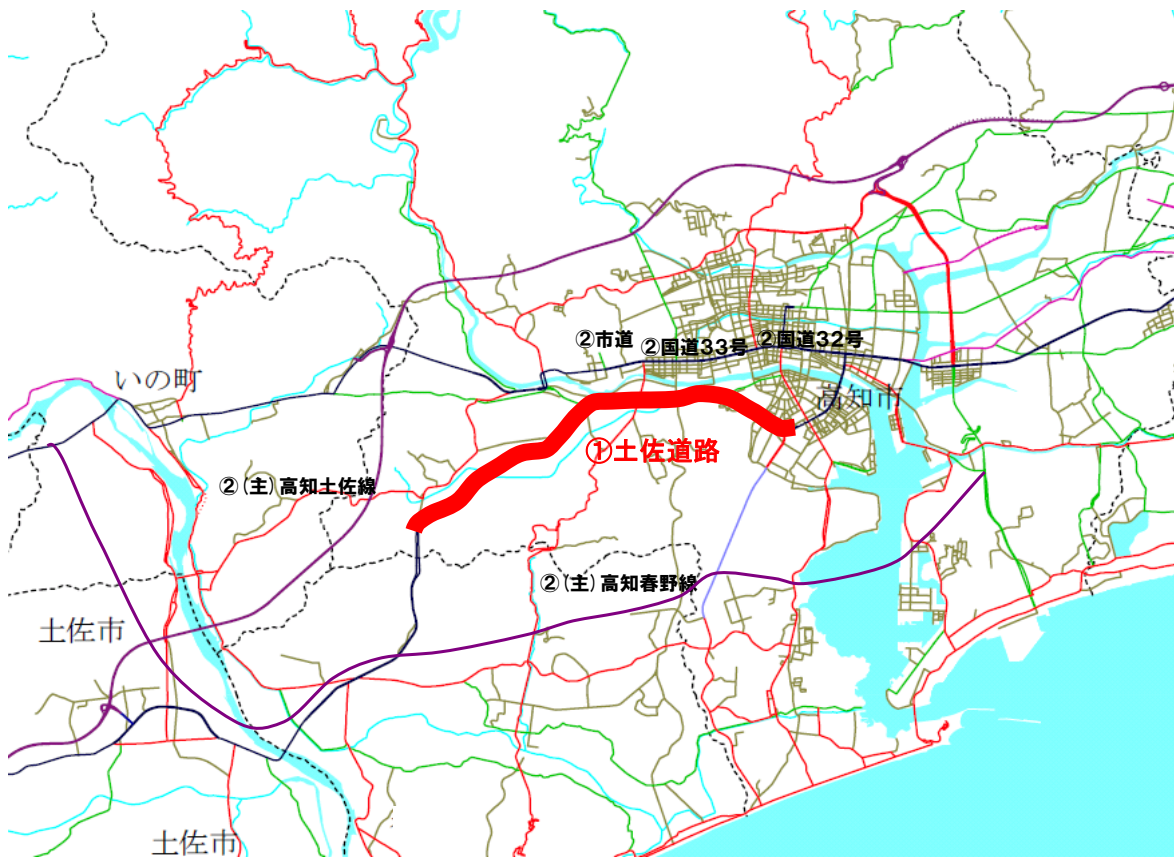 ②市道
②国道33号
②国道32号
いの町
高知市
①土佐道路
②(主)高知土佐線
②(主)高知春野線
土佐市
土佐市